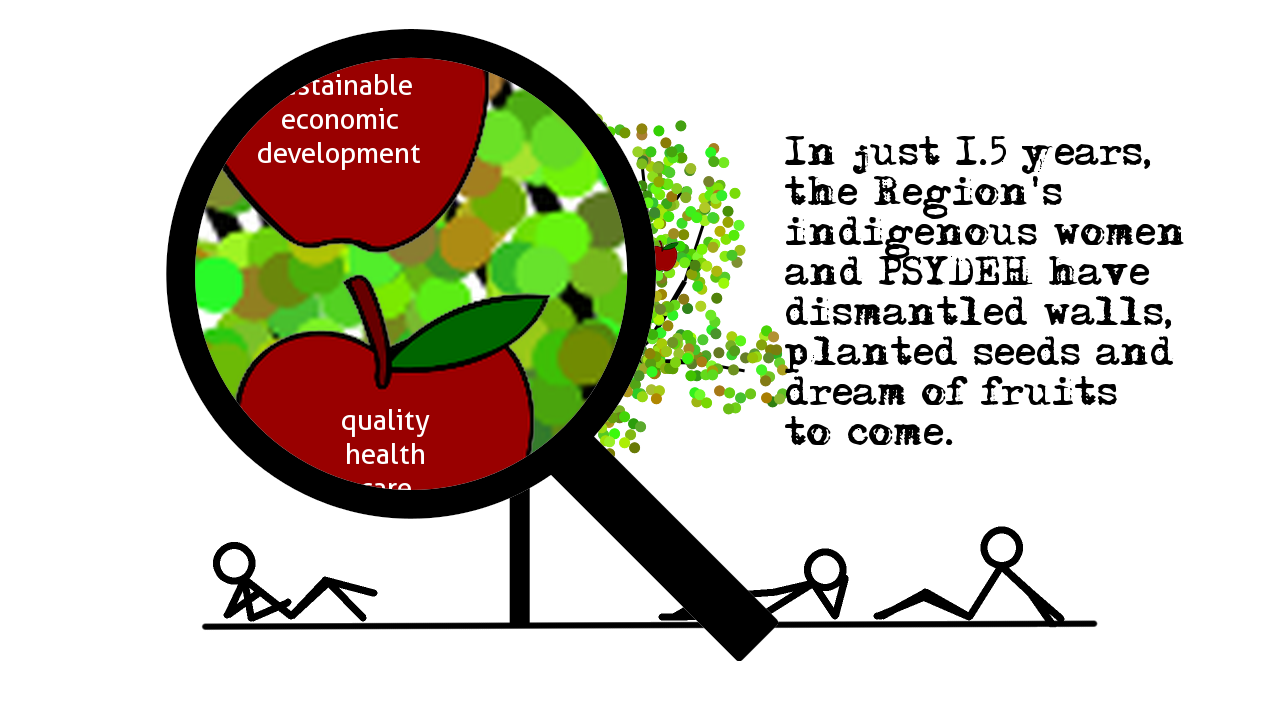 stainable
economic
development
quality
health
care
In just 1.5 years,
the Region's
indigenous women
and PSYDEH have
dismantled walls,
planted seeds and
dream of fruits
to come.